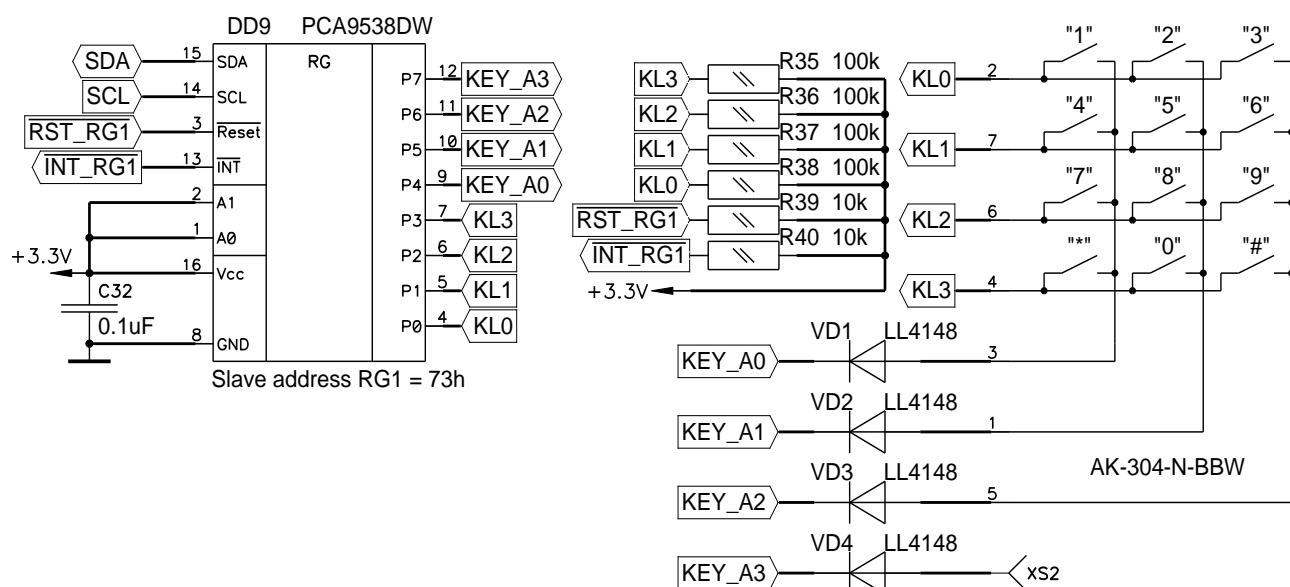 DD9 PCA9538DW
SDA 15 SDA RG
P7 12 KEY_A3
SCL 14 SCL
P6 11 KEY_A2
RST_RG1 3 Reset
P5 10 KEY_A1
INT_RG1 13 INT
P4 9 KEY_A0
2 A1
P3 7 KL3
1 A0
P2 6 KL2
+3.3V 16 Vcc
P1 5 KL1
C32
0.1uF
P0 4 KL0
8 GND
Slave address RG1 = 73h
KL3 R35 100k
KL2 R36 100k
KL1 R37 100k
KL0 R38 100k
RST_RG1 R39 10k
INT_RG1 R40 10k
+3.3V
"1" "2" "3"
KL0 2
"4" "5" "6"
KL1 7
"7" "8" "9"
KL2 6
"*" "0" "#"
KL3 4
VD1 LL4148
KEY_A0 3
VD2 LL4148
KEY_A1 1
AK-304-N-BBW
VD3 LL4148
KEY_A2 5
VD4 LL4148
KEY_A3 XS2